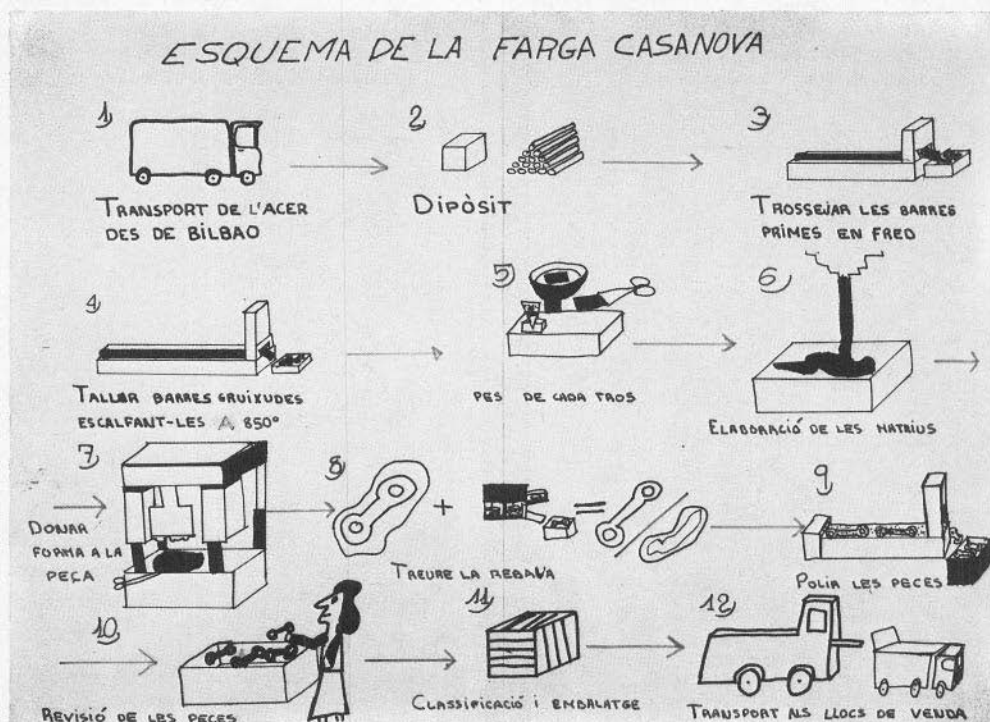 ESQUEMA DE LA FARGA CASANOVA
1)
TRANSPORT DE L'ACER
DES DE BILBAO
2)
DIPÒSIT
3)
TROSSEJAR LES BARRES
PRIMES EN FRED
4)
TALLAR BARRES GRUIXUDES
ESCALFANT-LES A 850°
5)
PES DE CADA TROS
6)
ELABORACIÓ DE LES MATRIUS
7)
DONAR
FORMA A LA
PEÇA
8)
+
=
TREURE LA REBAVA
9)
POLIR LES PECES
10)
REVISIÓ DE LES PECES
11)
CLASSIFICACIÓ I EMBALATGE
12)
TRANSPORT ALS LLOCS DE VENDA